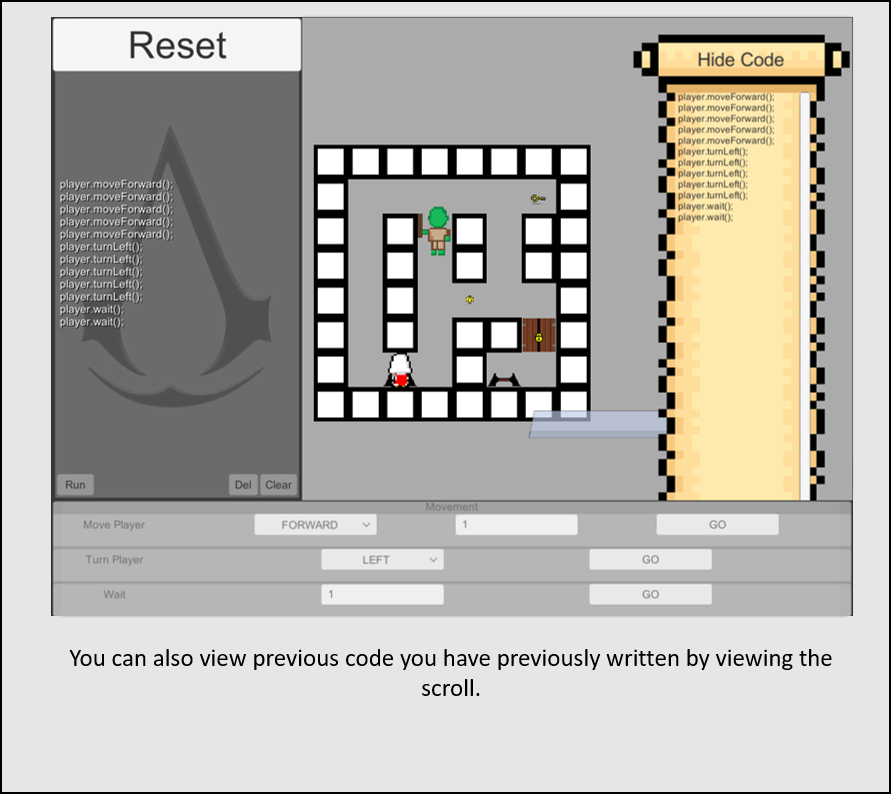 Reset
Hide Code
player.moveForward();
player.moveForward();
player.moveForward();
player.moveForward();
player.moveForward();
player.turnLeft();
player.turnLeft();
player.turnLeft();
player.turnLeft();
player.turnLeft();
player.wait();
player.wait();
player.moveForward();
player.moveForward();
player.moveForward();
player.moveForward();
player.moveForward();
player.turnLeft();
player.turnLeft();
player.turnLeft();
player.turnLeft();
player.turnLeft();
player.wait();
player.wait();
Run Del Clear
Movement
Move Player FORWARD 1 GO
Turn Player LEFT GO
Wait 1 GO
You can also view previous code you have previously written by viewing the
scroll.